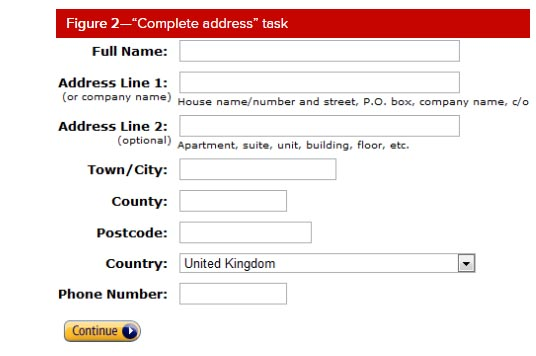 Figure 2—“Complete address” task
Full Name:
Address Line 1:
(or company name)
House name/number and street, P.O. box, company name, c/o
Address Line 2:
(optional)
Apartment, suite, unit, building, floor, etc.
Town/City:
County:
Postcode:
Country: United Kingdom
Phone Number:
Continue